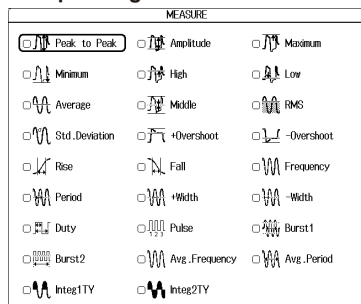 MEASURE
Peak to Peak Amplitude Maximum
Minimum High Low
Average Middle RMS
Std.Deviation +Overshoot -Overshoot
Rise Fall Frequency
Period +Width -Width
Duty 123 Pulse Burst1
Burst2 Avg.Frequency Avg.Period
Integ1TY Integ2TY